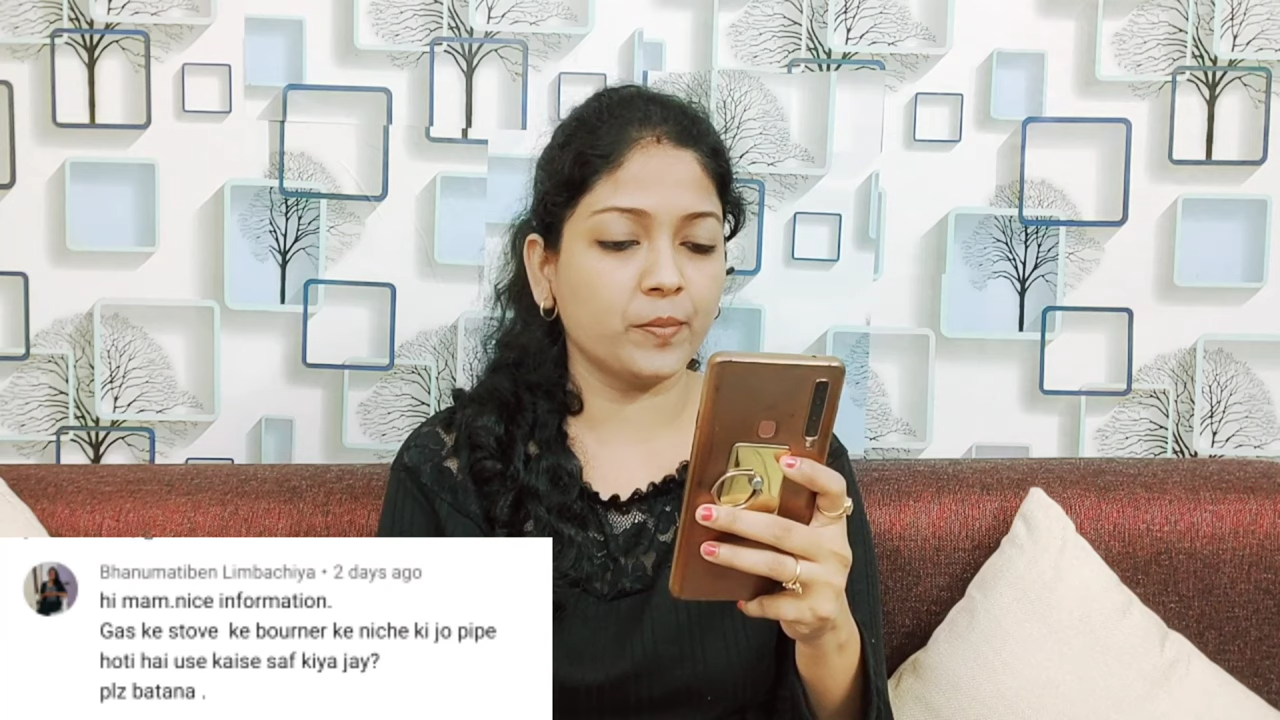 Bhanumatiben Limbachiya • 2 days ago
hi mam.nice information.
Gas ke stove ke bourner ke niche ki jo pipe
hoti hai use kaise saf kiya jay?
plz batana .